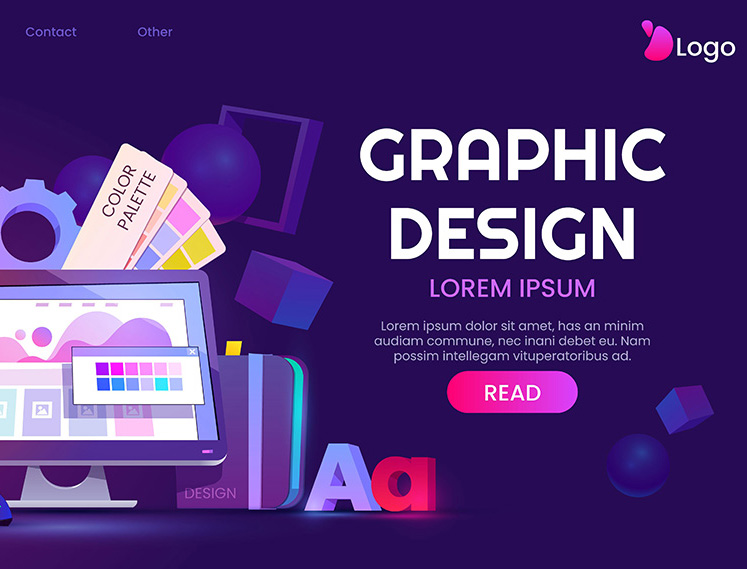 Contact
Other
Logo
GRAPHIC
DESIGN
LOREM IPSUM
Lorem ipsum dolor sit amet, has an minim
audiam commune, nec inani debet eu. Nam
possim intellegam vituperatoribus ad.
READ
COLOR
PALETTE
DESIGN
Aa